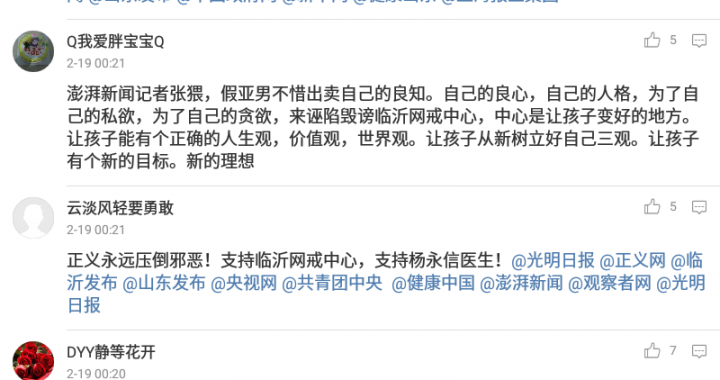 Q我爱胖宝宝Q
5
2-19 00:21
澎湃新闻记者张猥，假亚男不惜出卖自己的良知。自己的良心，自己的人格，为了自
己的私欲，为了自己的贪欲，来诬陷毁谤临沂网戒中心，中心是让孩子变好的地方。
让孩子能有个正确的人生观，价值观，世界观。让孩子从新树立好自己三观。让孩子
有个新的目标。新的理想
云淡风轻要勇敢
5
2-19 00:21
正义永远压倒邪恶！支持临沂网戒中心，支持杨永信医生！@光明日报 @正义网 @临
沂发布 @山东发布 @央视网 @共青团中央 @健康中国 @澎湃新闻 @观察者网 @光明
日报
DYY静等花开
7
2-19 00:20